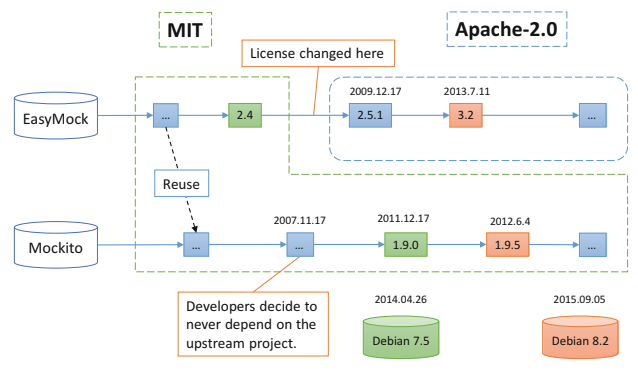 MIT
Apache-2.0
License changed here
2009.12.17
2013.7.11
EasyMock
...
2.4
2.5.1
3.2
...
Reuse
2007.11.17
2011.12.17
2012.6.4
Mockito
...
...
1.9.0
1.9.5
...
Developers decide to
never depend on the
upstream project.
2014.04.26
2015.09.05
Debian 7.5
Debian 8.2